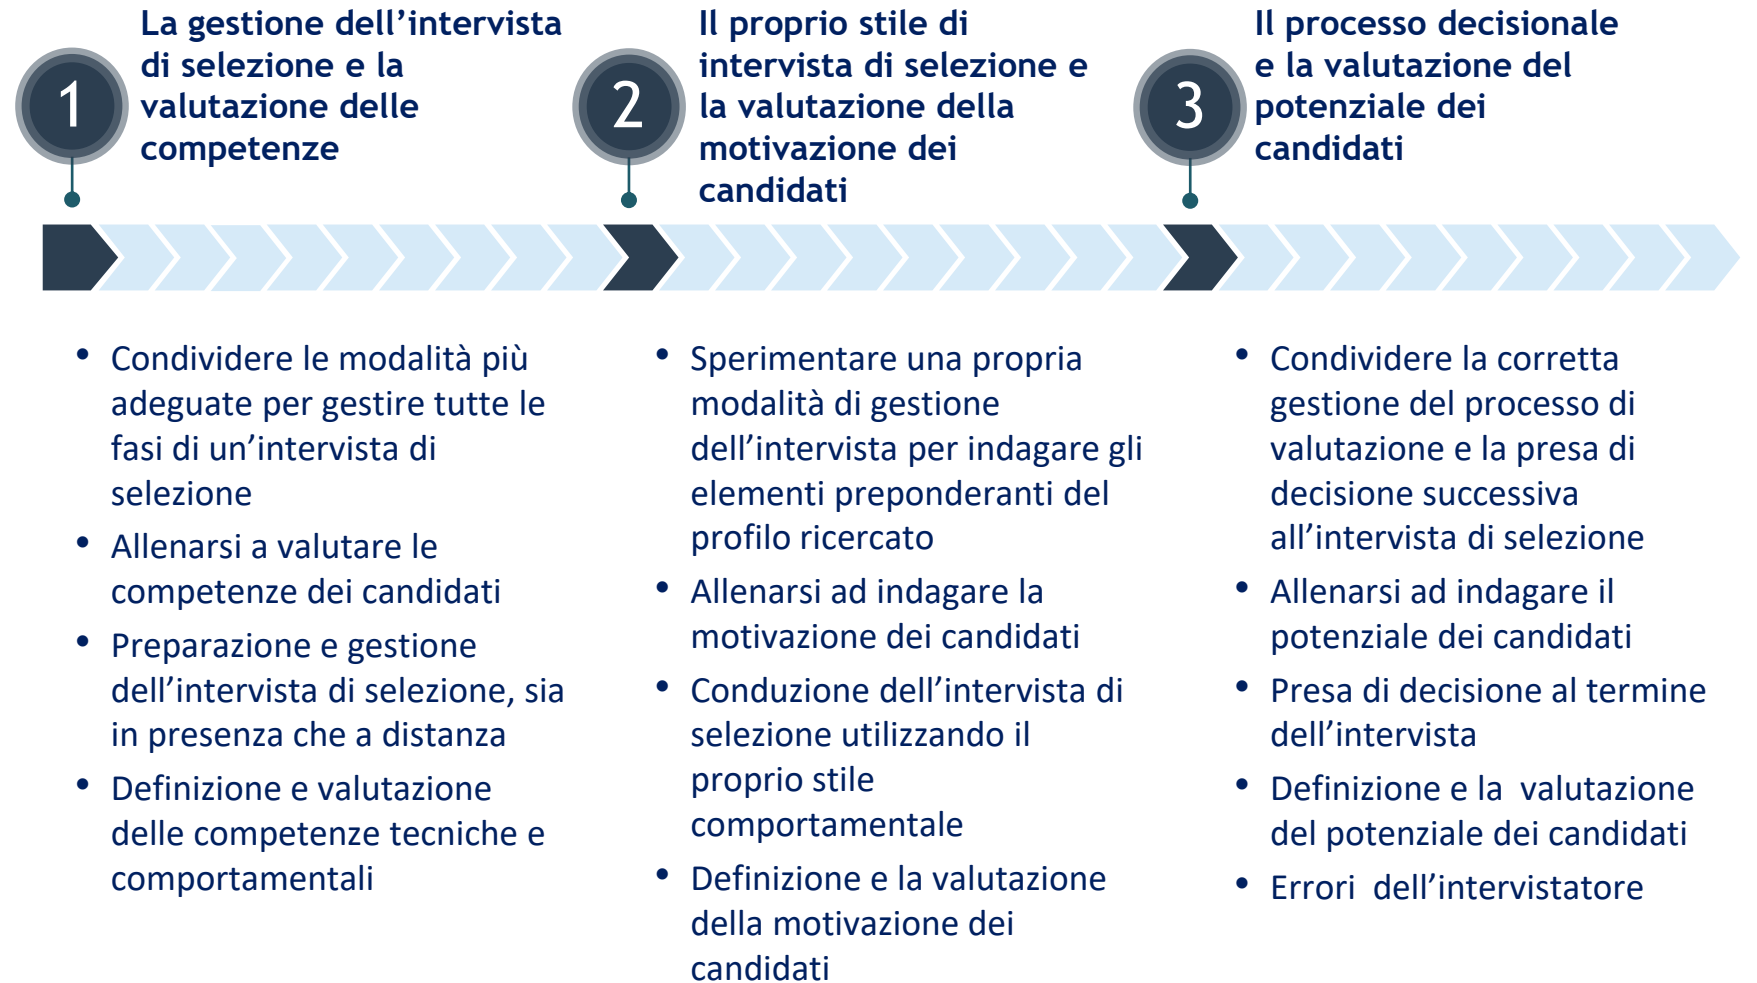 1
La gestione dell’intervista
di selezione e la
valutazione delle
competenze
2
Il proprio stile di
intervista di selezione e
la valutazione della
motivazione dei
candidati
3
Il processo decisionale
e la valutazione del
potenziale dei
candidati
• Condividere le modalità più
adeguate per gestire tutte le
fasi di un’intervista di
selezione
• Allenarsi a valutare le
competenze dei candidati
• Preparazione e gestione
dell’intervista di selezione, sia
in presenza che a distanza
• Definizione e valutazione
delle competenze tecniche e
comportamentali
• Sperimentare una propria
modalità di gestione
dell’intervista per indagare gli
elementi preponderanti del
profilo ricercato
• Allenarsi ad indagare la
motivazione dei candidati
• Conduzione dell’intervista di
selezione utilizzando il
proprio stile
comportamentale
• Definizione e la valutazione
della motivazione dei
candidati
• Condividere la corretta
gestione del processo di
valutazione e la presa di
decisione successiva
all’intervista di selezione
• Allenarsi ad indagare il
potenziale dei candidati
• Presa di decisione al termine
dell’intervista
• Definizione e la  valutazione
del potenziale dei candidati
• Errori  dell’intervistatore